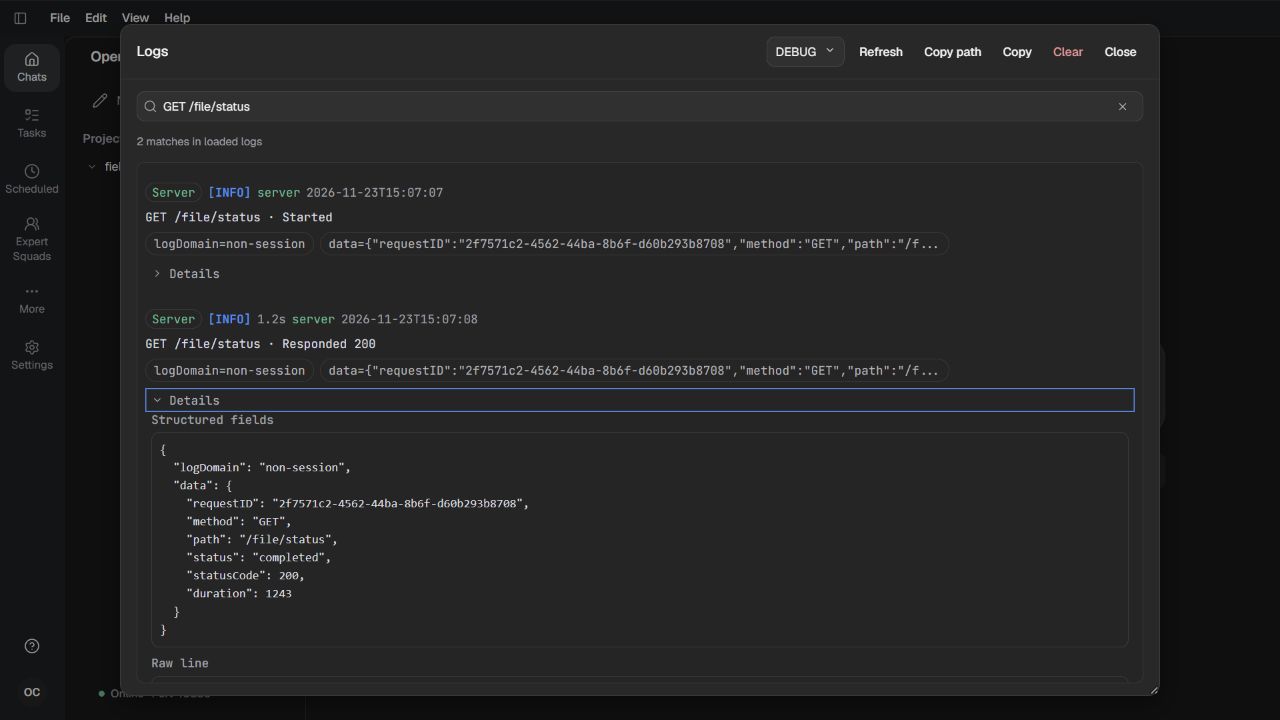 File Edit View Help
Logs
DEBUG Refresh Copy path Copy Clear Close
Chats
Tasks
Scheduled
Expert
Squads
More
Settings
OC
GET /file/status
2 matches in loaded logs
Server [INFO] server 2026-11-23T15:07:07
GET /file/status · Started
logDomain=non-session data={"requestID":"2f7571c2-4562-44ba-8b6f-d60b293b8708","method":"GET","path":"/f...
Details
Server [INFO] 1.2s server 2026-11-23T15:07:08
GET /file/status · Responded 200
logDomain=non-session data={"requestID":"2f7571c2-4562-44ba-8b6f-d60b293b8708","method":"GET","path":"/f...
Details
Structured fields
{
"logDomain": "non-session",
"data": {
"requestID": "2f7571c2-4562-44ba-8b6f-d60b293b8708",
"method": "GET",
"path": "/file/status",
"status": "completed",
"statusCode": 200,
"duration": 1243
}
}
Raw line